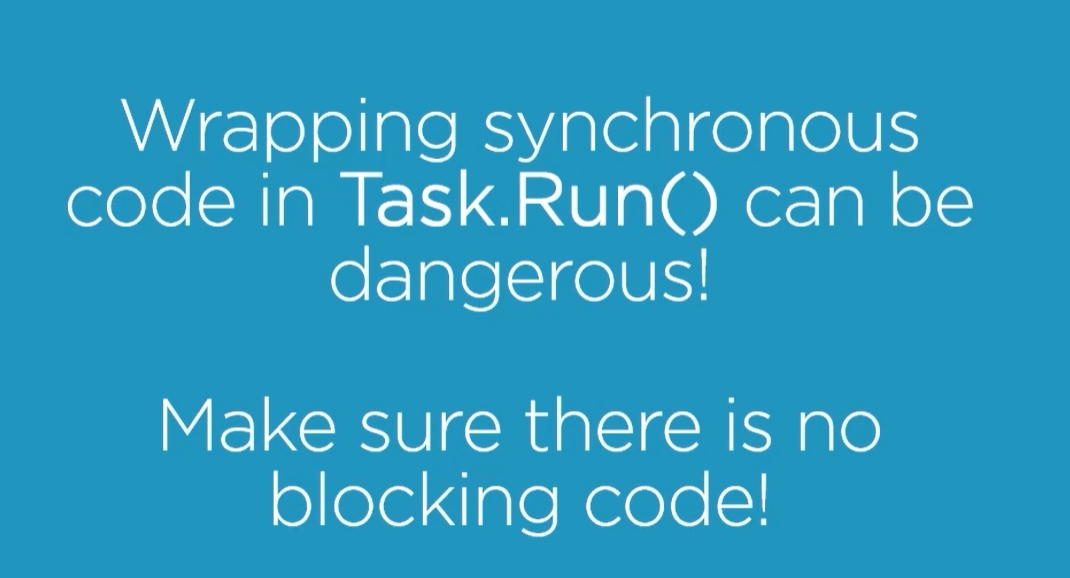 Wrapping synchronous
code in Task.Run() can be
dangerous!
Make sure there is no
blocking code!